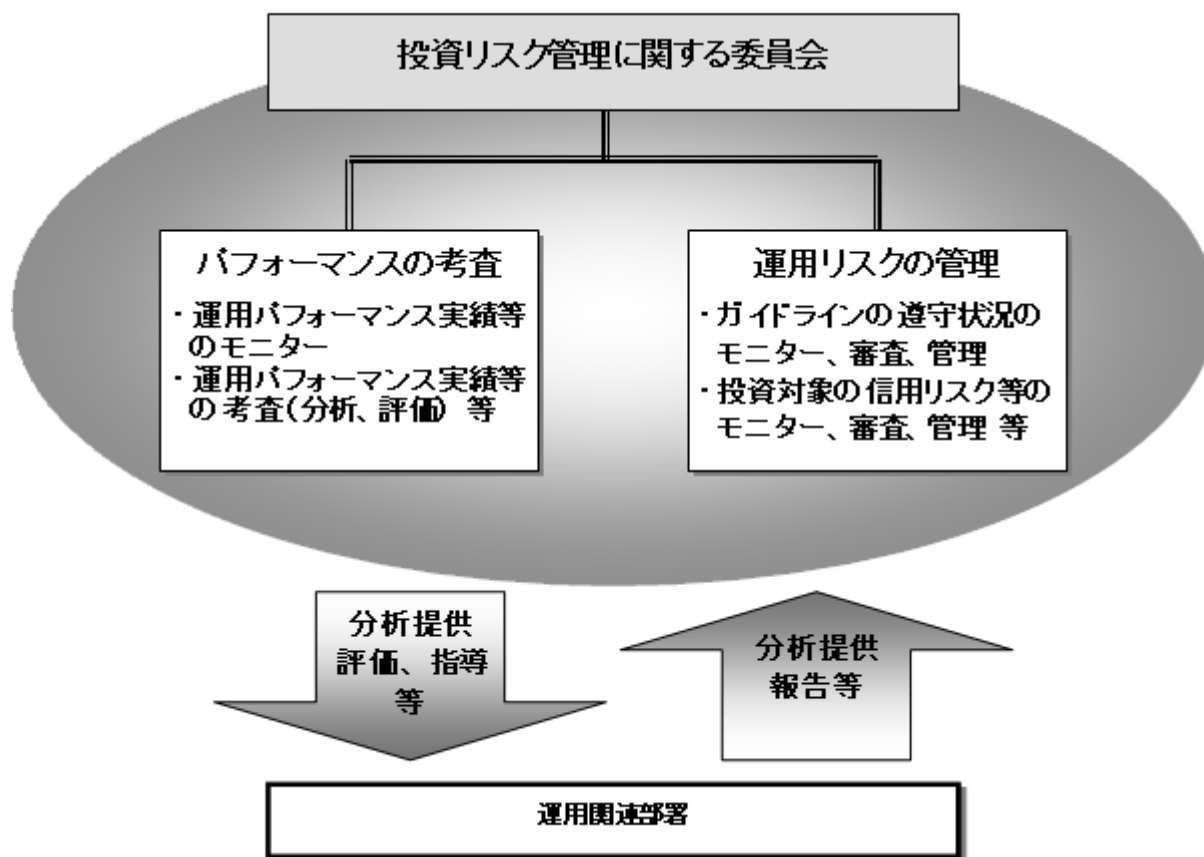 投資リスク管理に関する委員会
パフォーマンスの考査
・運用パフォーマンス実績等
のモニター
・運用パフォーマンス実績等
の考査(分析、評価) 等
運用リスクの管理
・ガイドラインの遵守状況の
モニター、審査、管理
・投資対象の信用リスク等の
モニター、審査、管理 等
分析提供
評価、指導
等
分析提供
報告等
運用関連部署